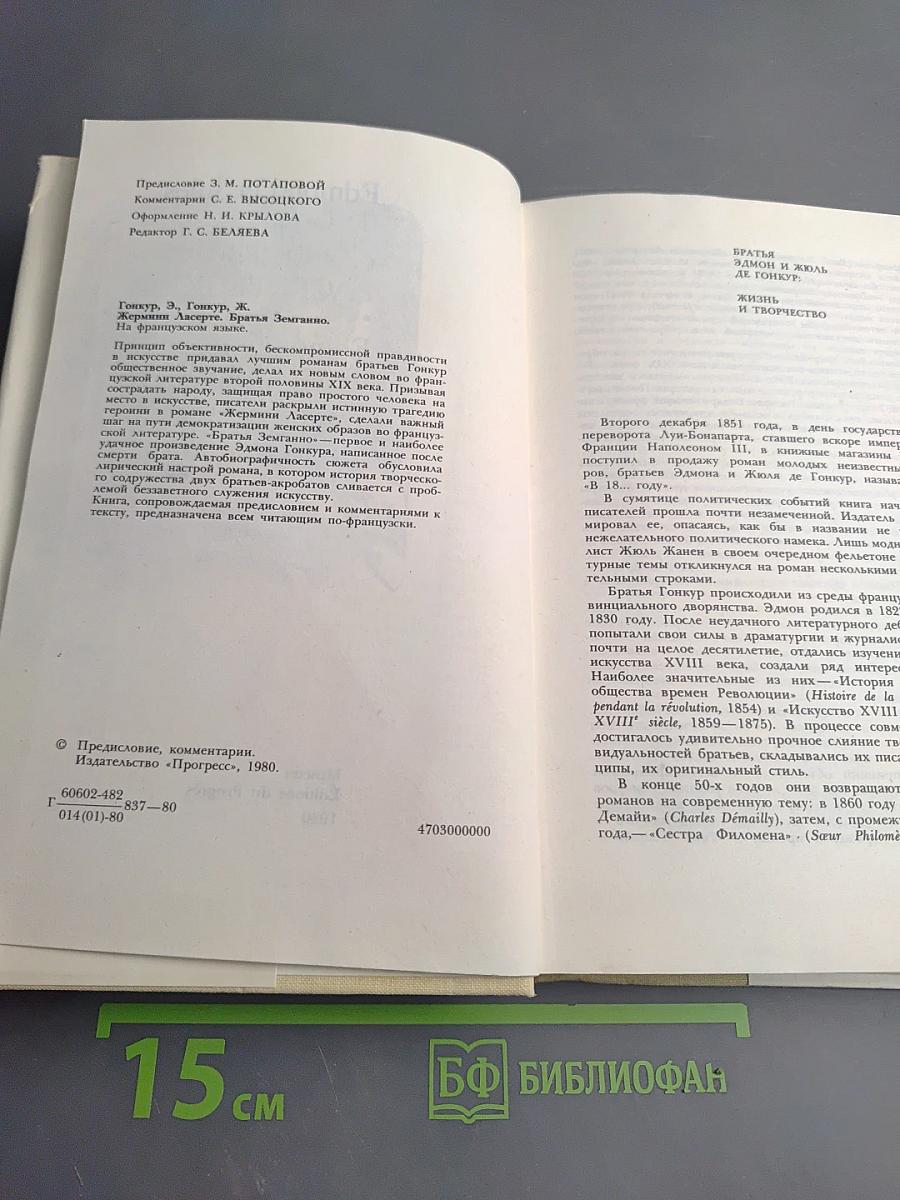 Предисловие З. М. ПОТАПОВОЙ
Комментарии С. Е. ВЫСОЦКОГО
Оформление Н. И. КРЫЛОВА
Редактор Г. С. БЕЛЯЕВА
Гонкур, Э., Гонкур, Ж.
Жермини Ласерте. Братья Земганно.
На французском языке.
Принцип объективности, бескомпромиссной правдивости
в искусстве придавал лучшим романам братьев Гонкур
общественное звучание, делал их новым словом во фран-
цузской литературе второй половины XIX века. Призывая
сострадать народу, защищая право простого человека на
место в искусстве, писатели раскрыли истинную трагедию
героини в романе «Жермини Ласерте», сделали важный
шаг на пути демократизации женских образов во француз-
ской литературе. «Братья Земганно»—первое и наиболее
удачное произведение Эдмона Гонкура, написанное после
смерти брата. Автобиографичность сюжета обусловила
лирический настрой романа, в котором история творческо-
го содружества двух братьев-акробатов сливается с проб-
лемой беззаветного служения искусству.
Книга, сопровождаемая предисловием и комментариями к
тексту, предназначена всем читающим по-французски.
© Предисловие, комментарии.
Издательство «Прогресс», 1980.
Г 60602-482 837—80
014(01)-80
4703000000
БРАТЬЯ
ЭДМОН И ЖЮЛЬ
ДЕ ГОНКУР:
ЖИЗНЬ
И ТВОРЧЕСТВО
Второго декабря 1851 года, в день государств
переворота Луи-Бонапарта, ставшего вскоре импер
Франции Наполеоном III, в книжные магазины
поступил в продажу роман молодых неизвестны
ров, братьев Эдмона и Жюля де Гонкур, называ
«В 18... году».
В сумятице политических событий книга нач
писателей прошла почти незамеченной. Издатель
мировал ее, опасаясь, как бы в названии не
нежелательного политического намека. Лишь модн
лист Жюль Жанен в своем очередном фельетоне
турные темы откликнулся на роман несколькими
тельными строками.
Братья Гонкур происходили из среды францу
винциального дворянства. Эдмон родился в 182
1830 году. После неудачного литературного деб
попытали свои силы в драматургии и журналис
почти на целое десятилетие, отдались изучени
искусства XVIII века, создали ряд интерес
Наиболее значительные из них—«История
общества времен Революции» (Histoire de la
pendant la révolution, 1854) и «Искусство XVIII
XVIIIe siècle, 1859—1875). В процессе совм
достигалось удивительно прочное слияние тв
видуальностей братьев, складывались их писа
ципы, их оригинальный стиль.
В конце 50-х годов они возвращают
романов на современную тему: в 1860 году
Демайи» (Charles Démailly), затем, с промеж
года,—«Сестра Филомена» (Sœur Philomè
15 см
БФ БИБЛИОФАН